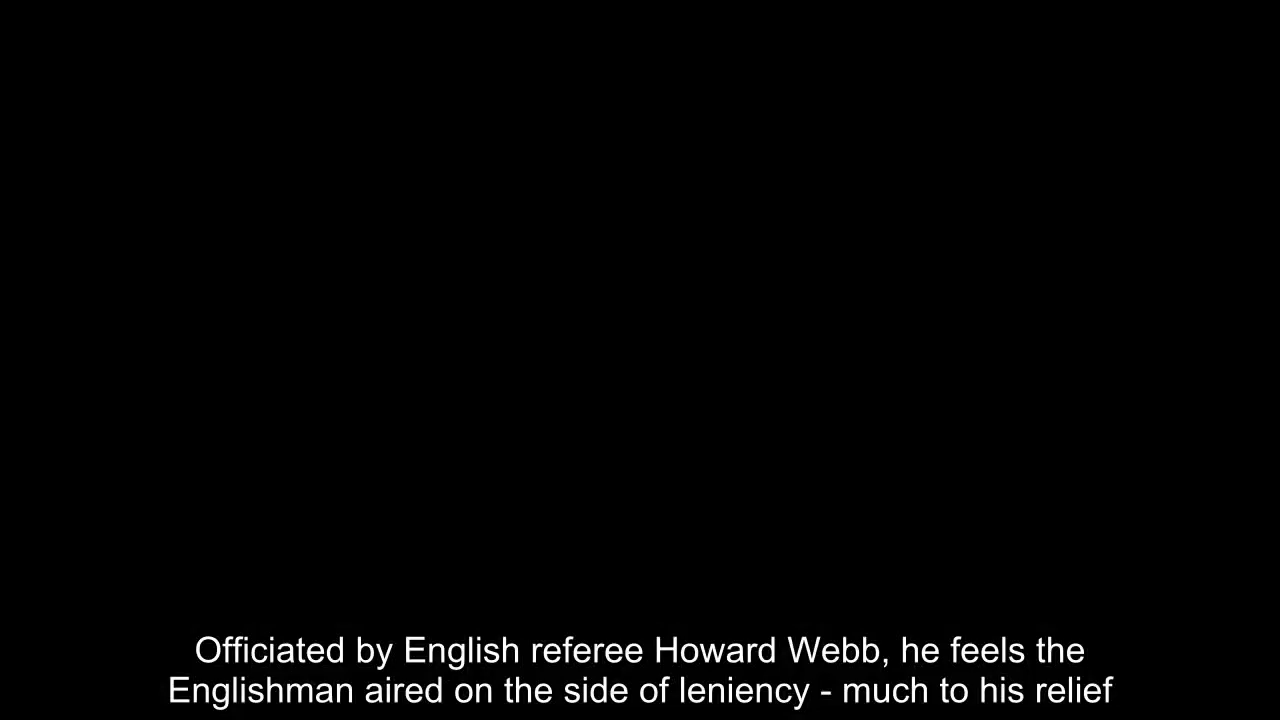 Officiated by English referee Howard Webb, he feels the
Englishman aired on the side of leniency - much to his relief